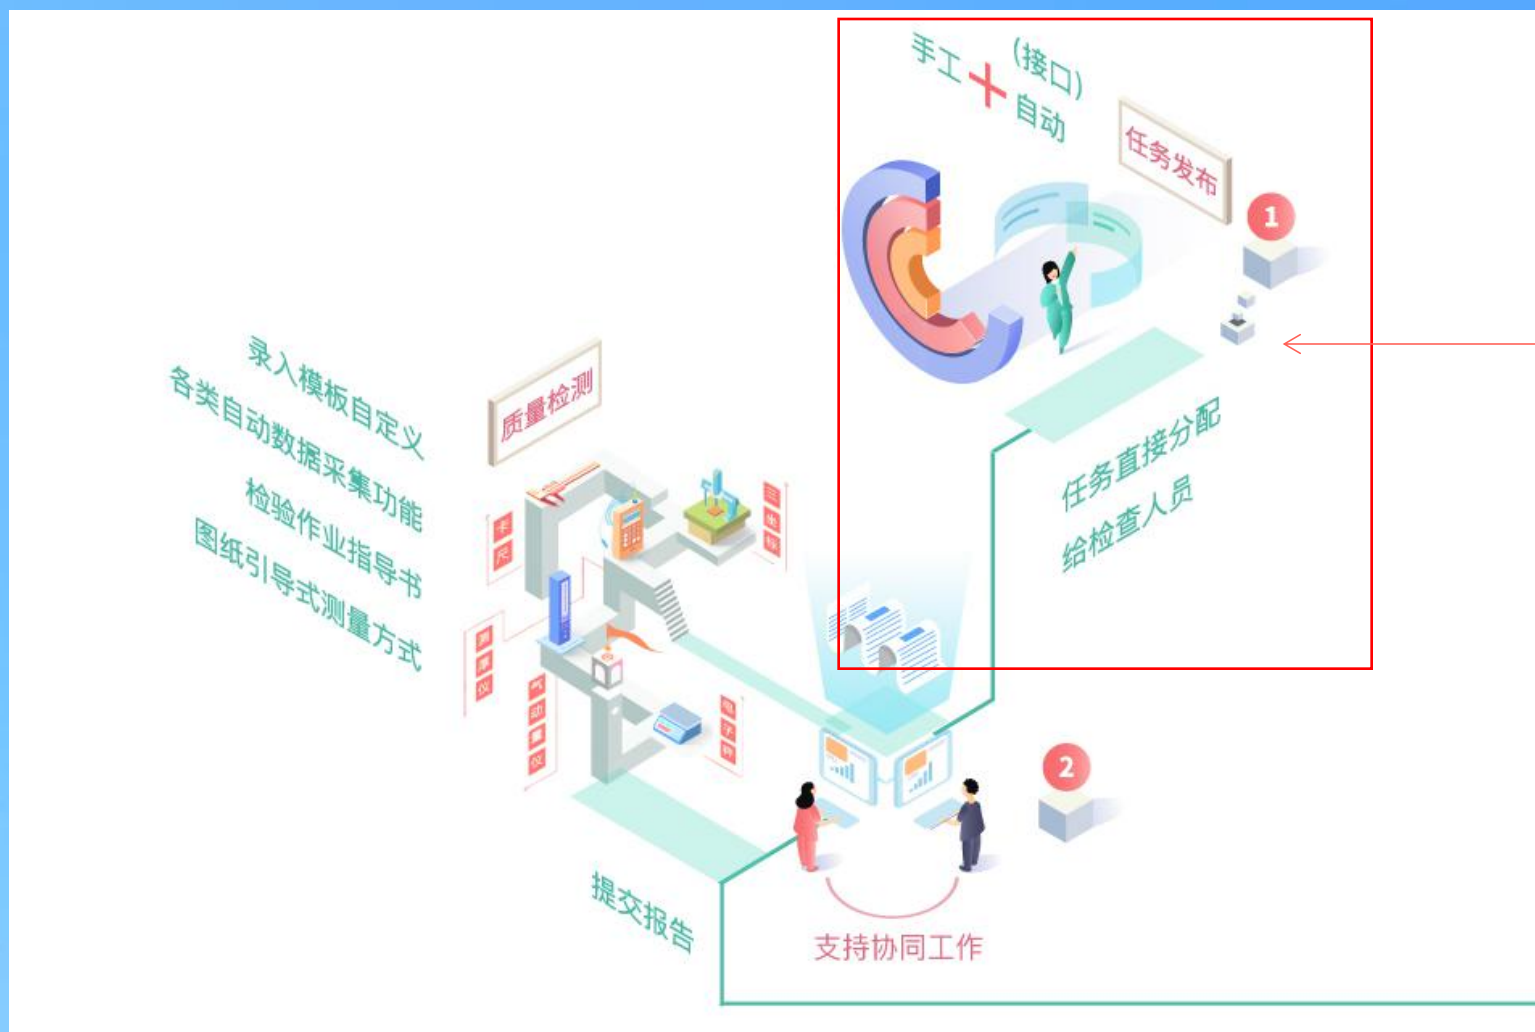 手工
(接口)
自动
任务发布
1
任务直接分配
给检查人员
录入模板自定义
各类自动数据采集功能
检验作业指导书
图纸引导式测量方式
质量检测
卡尺
三坐标
测厚仪
气动量仪
电子秤
2
提交报告
支持协同工作